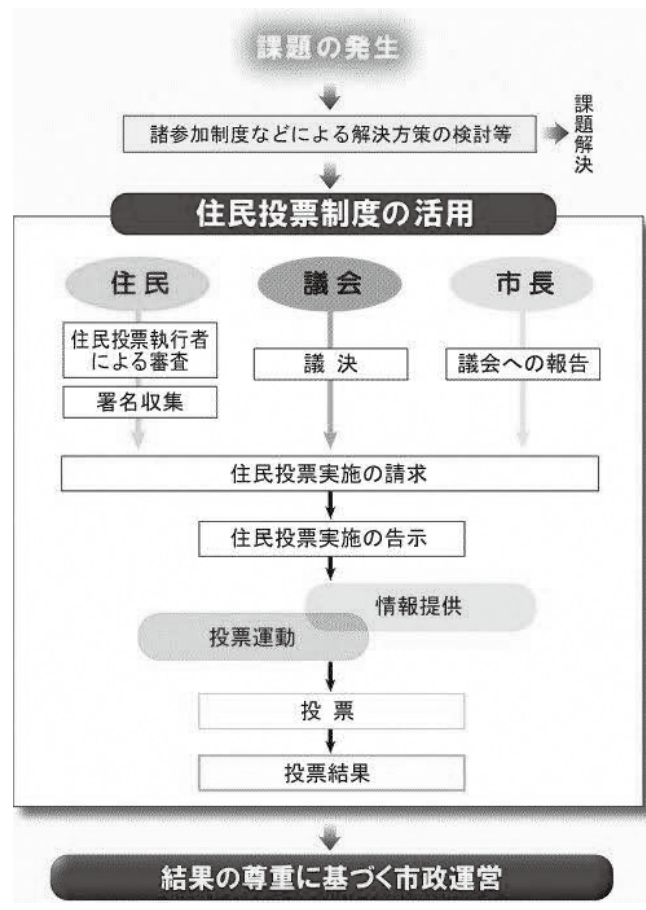 課題の発生
諸参加制度などによる解決方策の検討等
課題解決
住民投票制度の活用
住民
議会
市長
住民投票執行者
による審査
署名収集
議決
議会への報告
住民投票実施の請求
住民投票実施の告示
情報提供
投票運動
投票
投票結果
結果の尊重に基づく市政運営